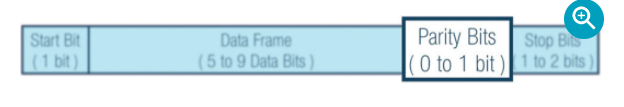 Start Bit
( 1 bit )
Data Frame
( 5 to 9 Data Bits )
Parity Bits
( 0 to 1 bit )
Stop Bits
( 1 to 2 bits )